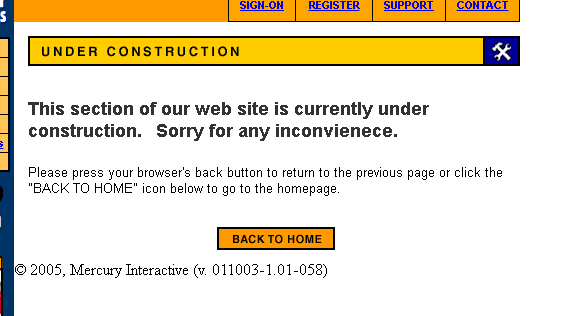 SIGN-ON REGISTER SUPPORT CONTACT
UNDER CONSTRUCTION
This section of our web site is currently under
construction. Sorry for any inconvienece.
Please press your browser's back button to return to the previous page or click the
"BACK TO HOME" icon below to go to the homepage.
BACK TO HOME
© 2005, Mercury Interactive (v. 011003-1.01-058)